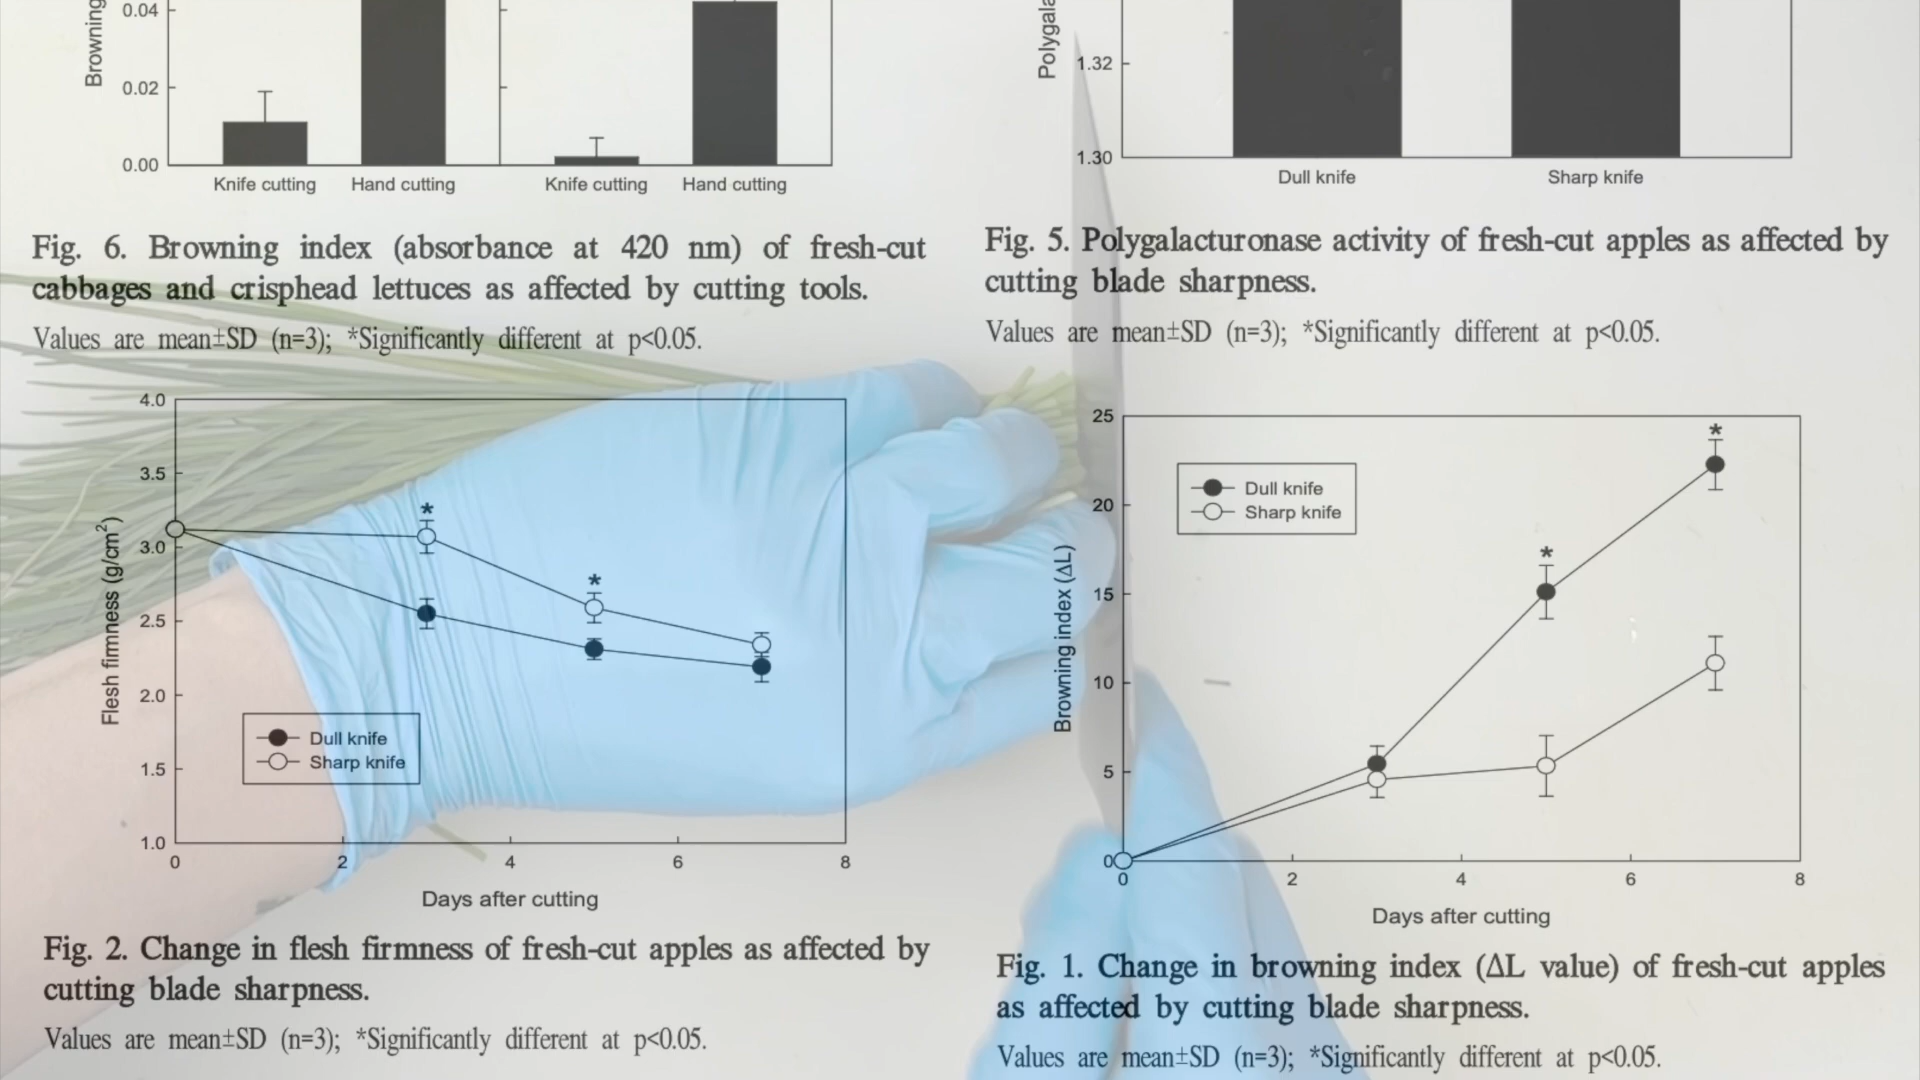 Browning
0.04
0.02
0.00
Knife cutting Hand cutting Knife cutting Hand cutting
Fig. 6. Browning index (absorbance at 420 nm) of fresh-cut
cabbages and crisphead lettuces as affected by cutting tools.
Values are mean±SD (n=3); *Significantly different at p<0.05.
1.32
1.30
Dull knife Sharp knife
Fig. 5. Polygalacturonase activity of fresh-cut apples as affected by
cutting blade sharpness.
Values are mean±SD (n=3); *Significantly different at p<0.05.
Flesh firmness (g/cm²)
4.0
3.5
3.0
2.5
2.0
1.5
1.0
* *
Dull knife
Sharp knife
0 2 4 6 8
Days after cutting
Fig. 2. Change in flesh firmness of fresh-cut apples as affected by
cutting blade sharpness.
Values are mean±SD (n=3); *Significantly different at p<0.05.
Browning index (ΔL)
25
20
15
10
5
0
* *
Dull knife
Sharp knife
0 2 4 6 8
Days after cutting
Fig. 1. Change in browning index (ΔL value) of fresh-cut apples
as affected by cutting blade sharpness.
Values are mean±SD (n=3); *Significantly different at p<0.05.